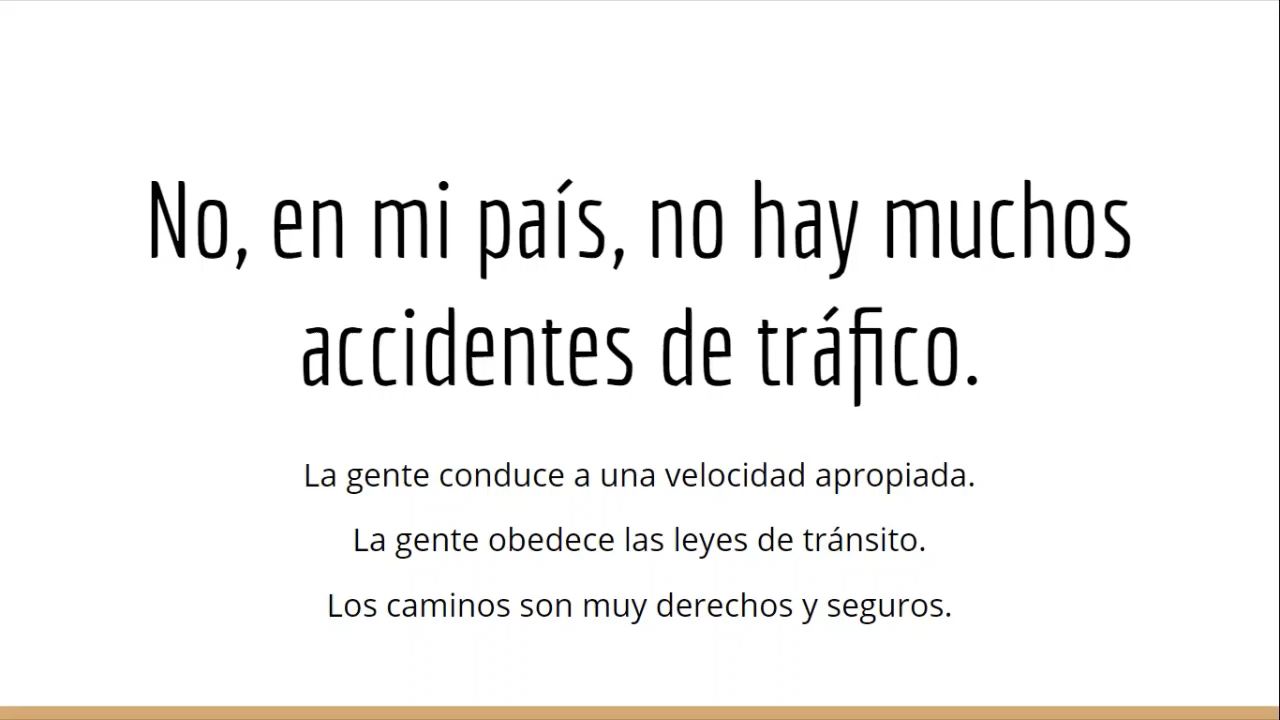 No, en mi país, no hay muchos
accidentes de tráfico.
La gente conduce a una velocidad apropiada.
La gente obedece las leyes de tránsito.
Los caminos son muy derechos y seguros.